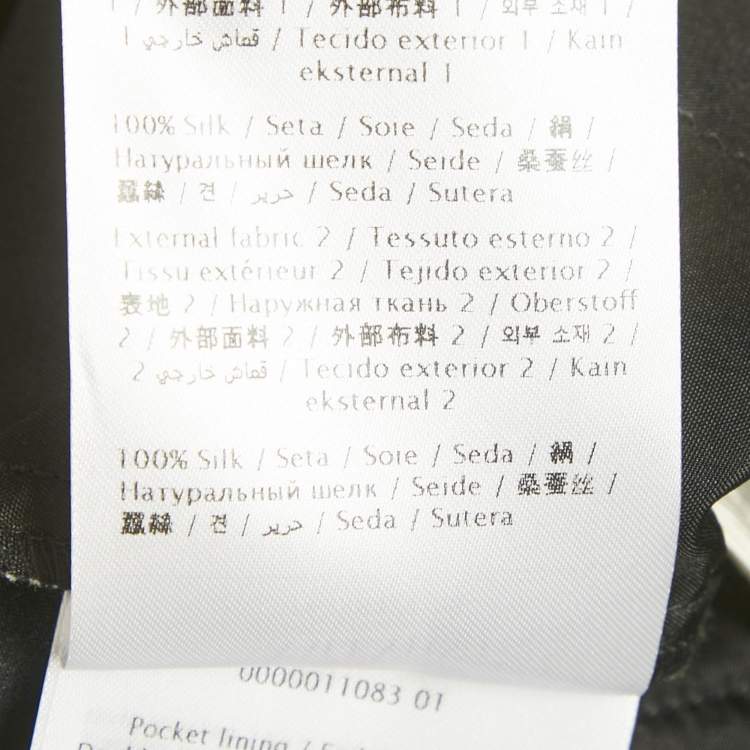 1 / 外部面料 1 / 外部布料 1 / 외부 소재 1 /
قماش خارجي 1 / Tecido exterior 1 / Kain
eksternal 1
100% Silk / Seta / Soie / Seda / 絹 /
Натуральный шелк / Seide / 桑蚕丝 /
蠶絲 / 견 / حرير / Seda / Sutera
External fabric 2 / Tessuto esterno 2 /
Tissu extérieur 2 / Tejido exterior 2 /
表地 2 / Наружная ткань 2 / Oberstoff
2 / 外部面料 2 / 外部布料 2 / 외부 소재 2 /
قماش خارجي 2 / Tecido exterior 2 / Kain
eksternal 2
100% Silk / Seta / Soie / Seda / 絹 /
Натуральный шелк / Seide / 桑蚕丝 /
蠶絲 / 견 / حرير / Seda / Sutera
0000011083 01
Pocket lining /